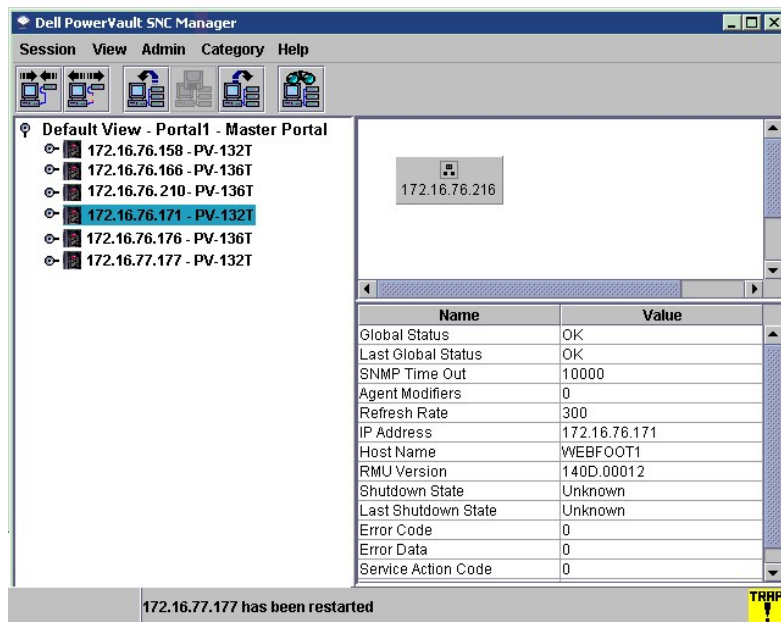 Dell PowerVault SNC Manager
Session View Admin Category Help
Default View - Portal1 - Master Portal
172.16.76.158 - PV-132T
172.16.76.166 - PV-136T
172.16.76.210- PV-136T
172.16.76.171 - PV-132T
172.16.76.176 - PV-136T
172.16.77.177 - PV-132T
172.16.76.216
Name Value
Global Status OK
Last Global Status OK
SNMP Time Out 10000
Agent Modifiers 0
Refresh Rate 300
IP Address 172.16.76.171
Host Name WEBFOOT1
RMU Version 140D.00012
Shutdown State Unknown
Last Shutdown State Unknown
Error Code 0
Error Data 0
Service Action Code 0
172.16.77.177 has been restarted
TRAP
!